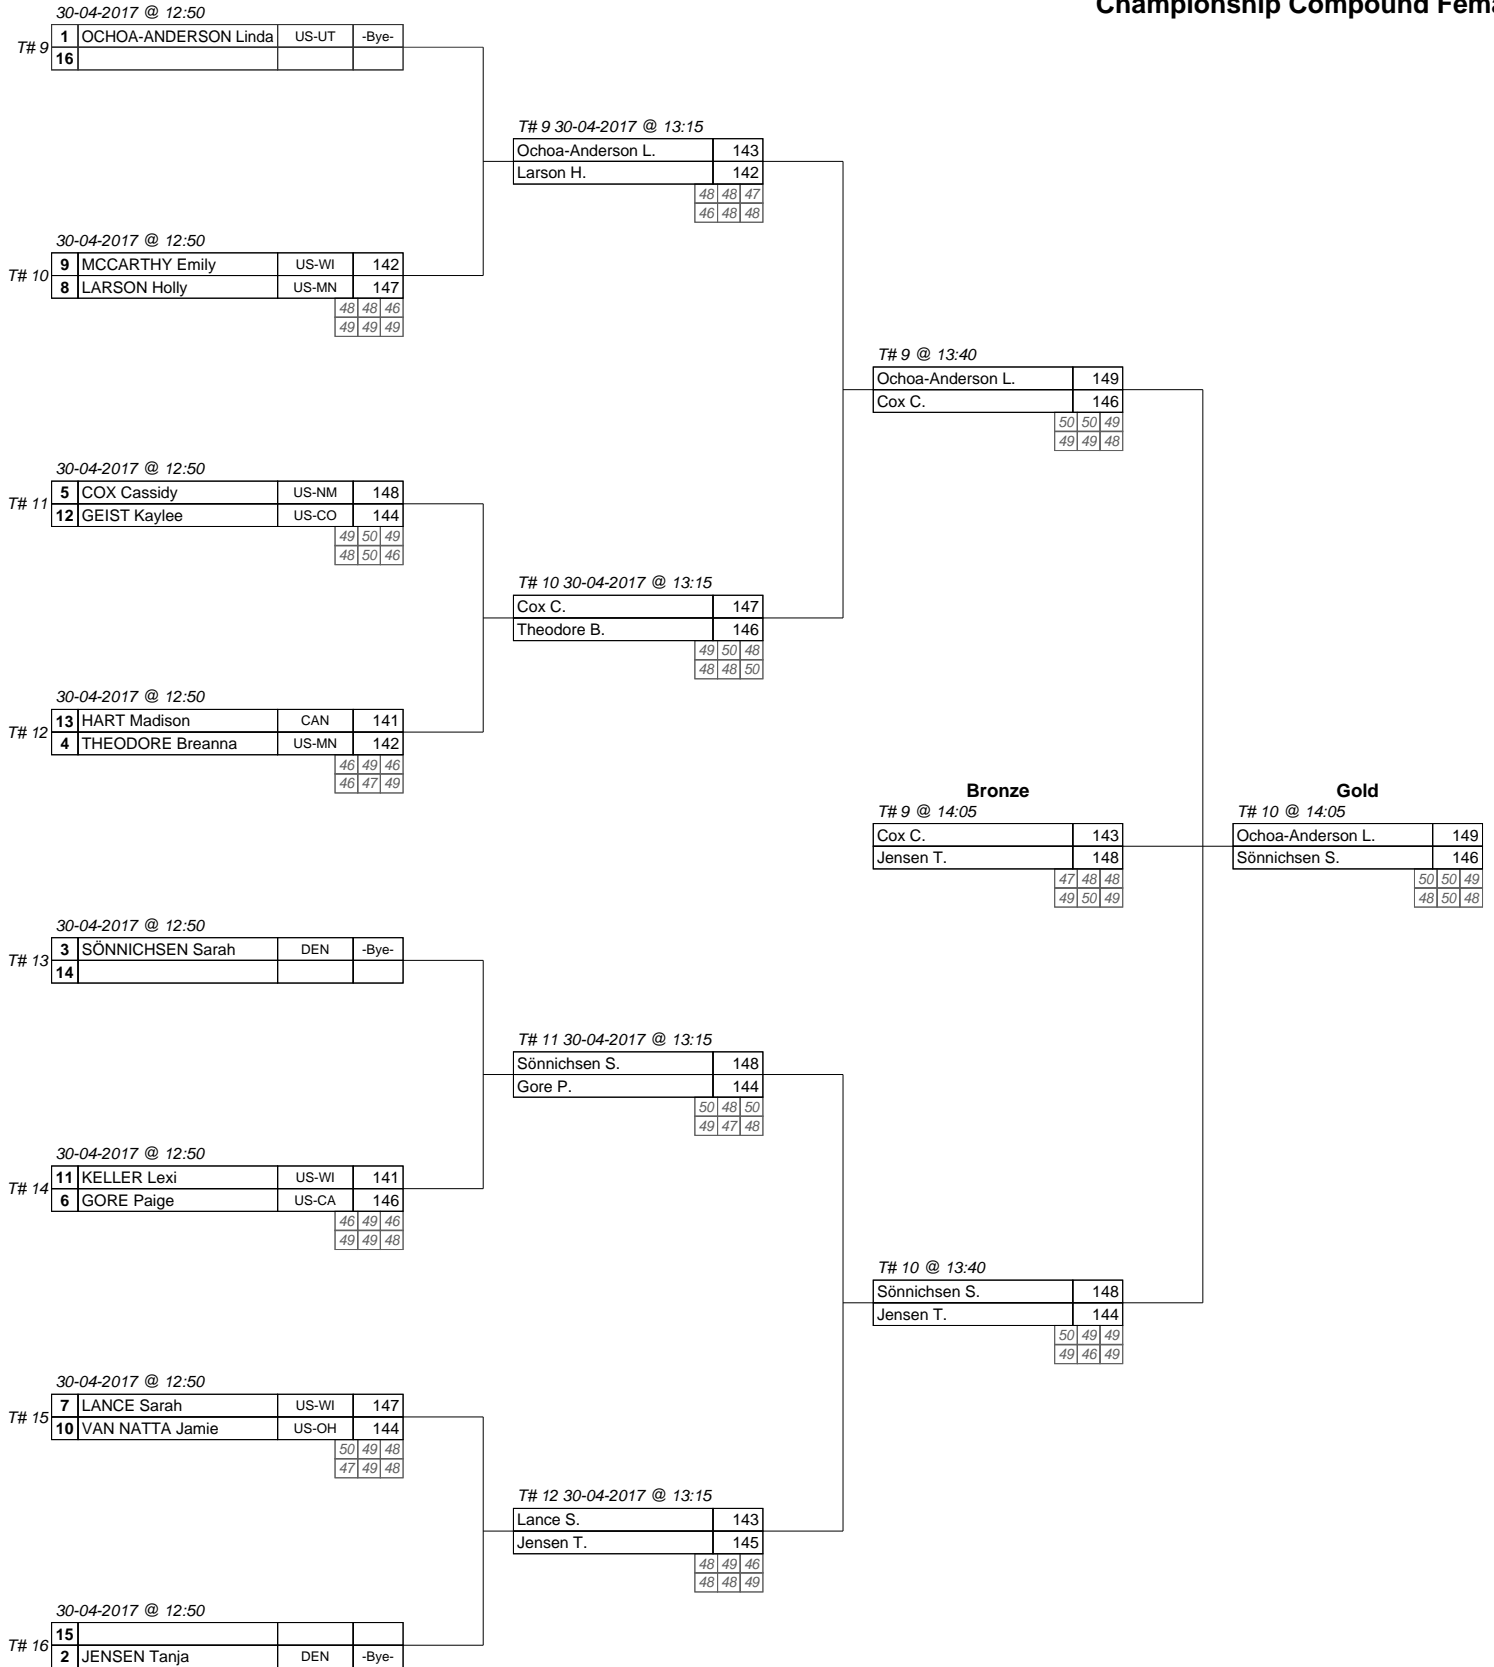 Championship Compound Fema
30-04-2017 @ 12:50
T# 9
1 OCHOA-ANDERSON Linda US-UT -Bye-
16
T# 9 30-04-2017 @ 13:15
Ochoa-Anderson L. 143
Larson H. 142
48 48 47
46 48 48
30-04-2017 @ 12:50
T# 10
9 MCCARTHY Emily US-WI 142
8 LARSON Holly US-MN 147
48 48 46
49 49 49
T# 9 @ 13:40
Ochoa-Anderson L. 149
Cox C. 146
50 50 49
49 49 48
30-04-2017 @ 12:50
T# 11
5 COX Cassidy US-NM 148
12 GEIST Kaylee US-CO 144
49 50 49
48 50 46
T# 10 30-04-2017 @ 13:15
Cox C. 147
Theodore B. 146
49 50 48
48 48 50
30-04-2017 @ 12:50
T# 12
13 HART Madison CAN 141
4 THEODORE Breanna US-MN 142
46 49 46
46 47 49
Bronze
T# 9 @ 14:05
Cox C. 143
Jensen T. 148
47 48 48
49 50 49
Gold
T# 10 @ 14:05
Ochoa-Anderson L. 149
Sönnichsen S. 146
50 50 49
48 50 48
30-04-2017 @ 12:50
T# 13
3 SÖNNICHSEN Sarah DEN -Bye-
14
T# 11 30-04-2017 @ 13:15
Sönnichsen S. 148
Gore P. 144
50 48 50
49 47 48
30-04-2017 @ 12:50
T# 14
11 KELLER Lexi US-WI 141
6 GORE Paige US-CA 146
46 49 46
49 49 48
T# 10 @ 13:40
Sönnichsen S. 148
Jensen T. 144
50 49 49
49 46 49
30-04-2017 @ 12:50
T# 15
7 LANCE Sarah US-WI 147
10 VAN NATTA Jamie US-OH 144
50 49 48
47 49 48
T# 12 30-04-2017 @ 13:15
Lance S. 143
Jensen T. 145
48 49 46
48 48 49
30-04-2017 @ 12:50
T# 16
15
2 JENSEN Tanja DEN -Bye-